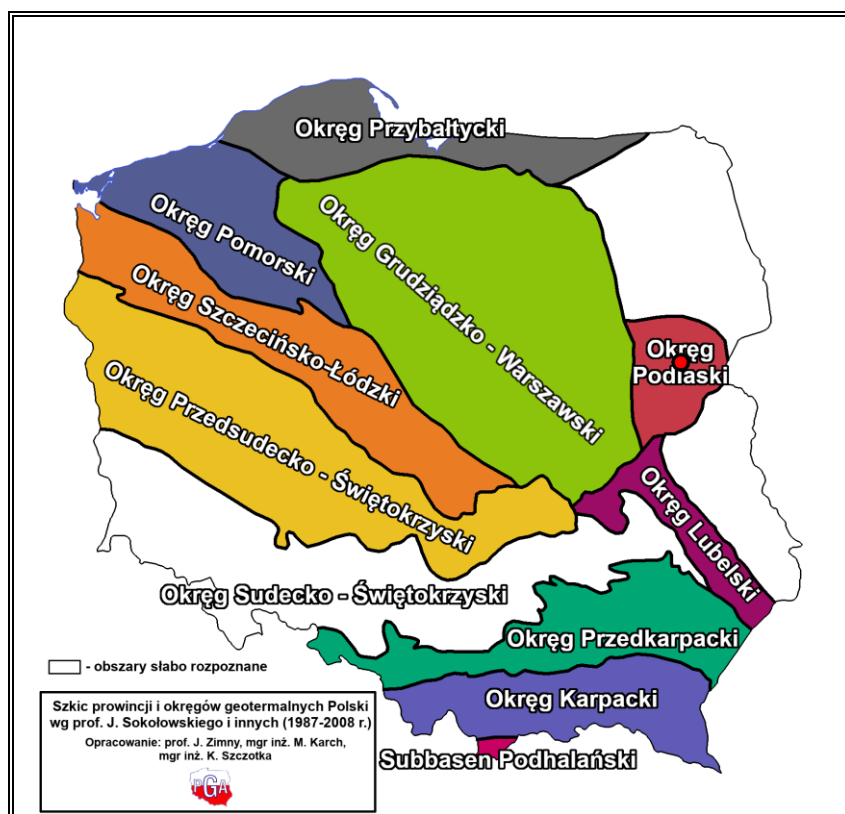 Okręg Przybałtycki
Okręg Pomorski
Okręg Grudziądzko - Warszawski
Okręg Szczecińsko-Łódzki
Okręg
Podlaski
Okręg Przedsudecko - Świętokrzyski
Okręg Lubelski
Okręg Sudecko - Świętokrzyski
Okręg Przedkarpacki
- obszary słabo rozpoznane
Okręg Karpacki
Subbasen Podhalański
Szkic prowincji i okręgów geotermalnych Polski
wg prof. J. Sokołowskiego i innych (1987-2008 r.)
Opracowanie: prof. J. Zimny, mgr inż. M. Karch,
mgr inż. K. Szczotka
PGA